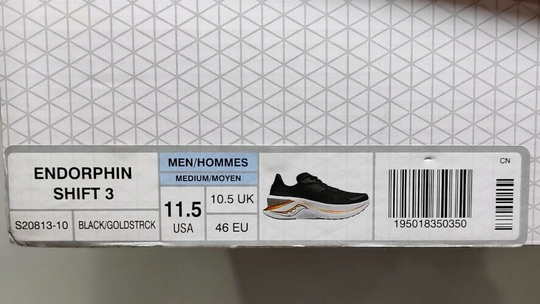 ENDORPHIN
SHIFT 3
S20813-10
BLACK/GOLDSTRCK
MEN/HOMMES
MEDIUM/MOYEN
11.5
USA
10.5 UK
46 EU
CN
195018350350